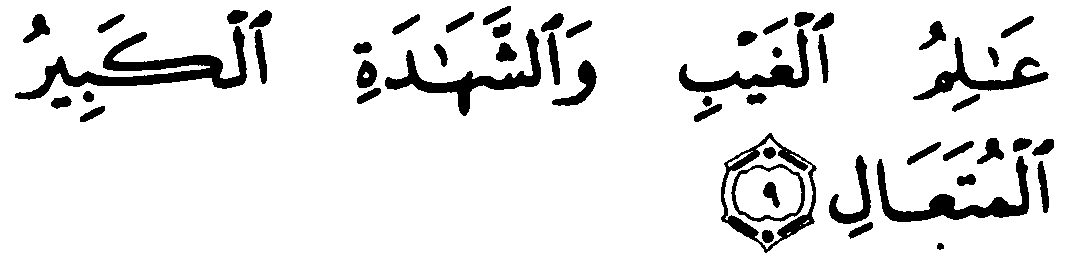 عَٰلِمُ ٱلْغَيْبِ وَٱلشَّهَٰدَةِ ٱلْكَبِيرُ
ٱلْمُتَعَالِ ٩